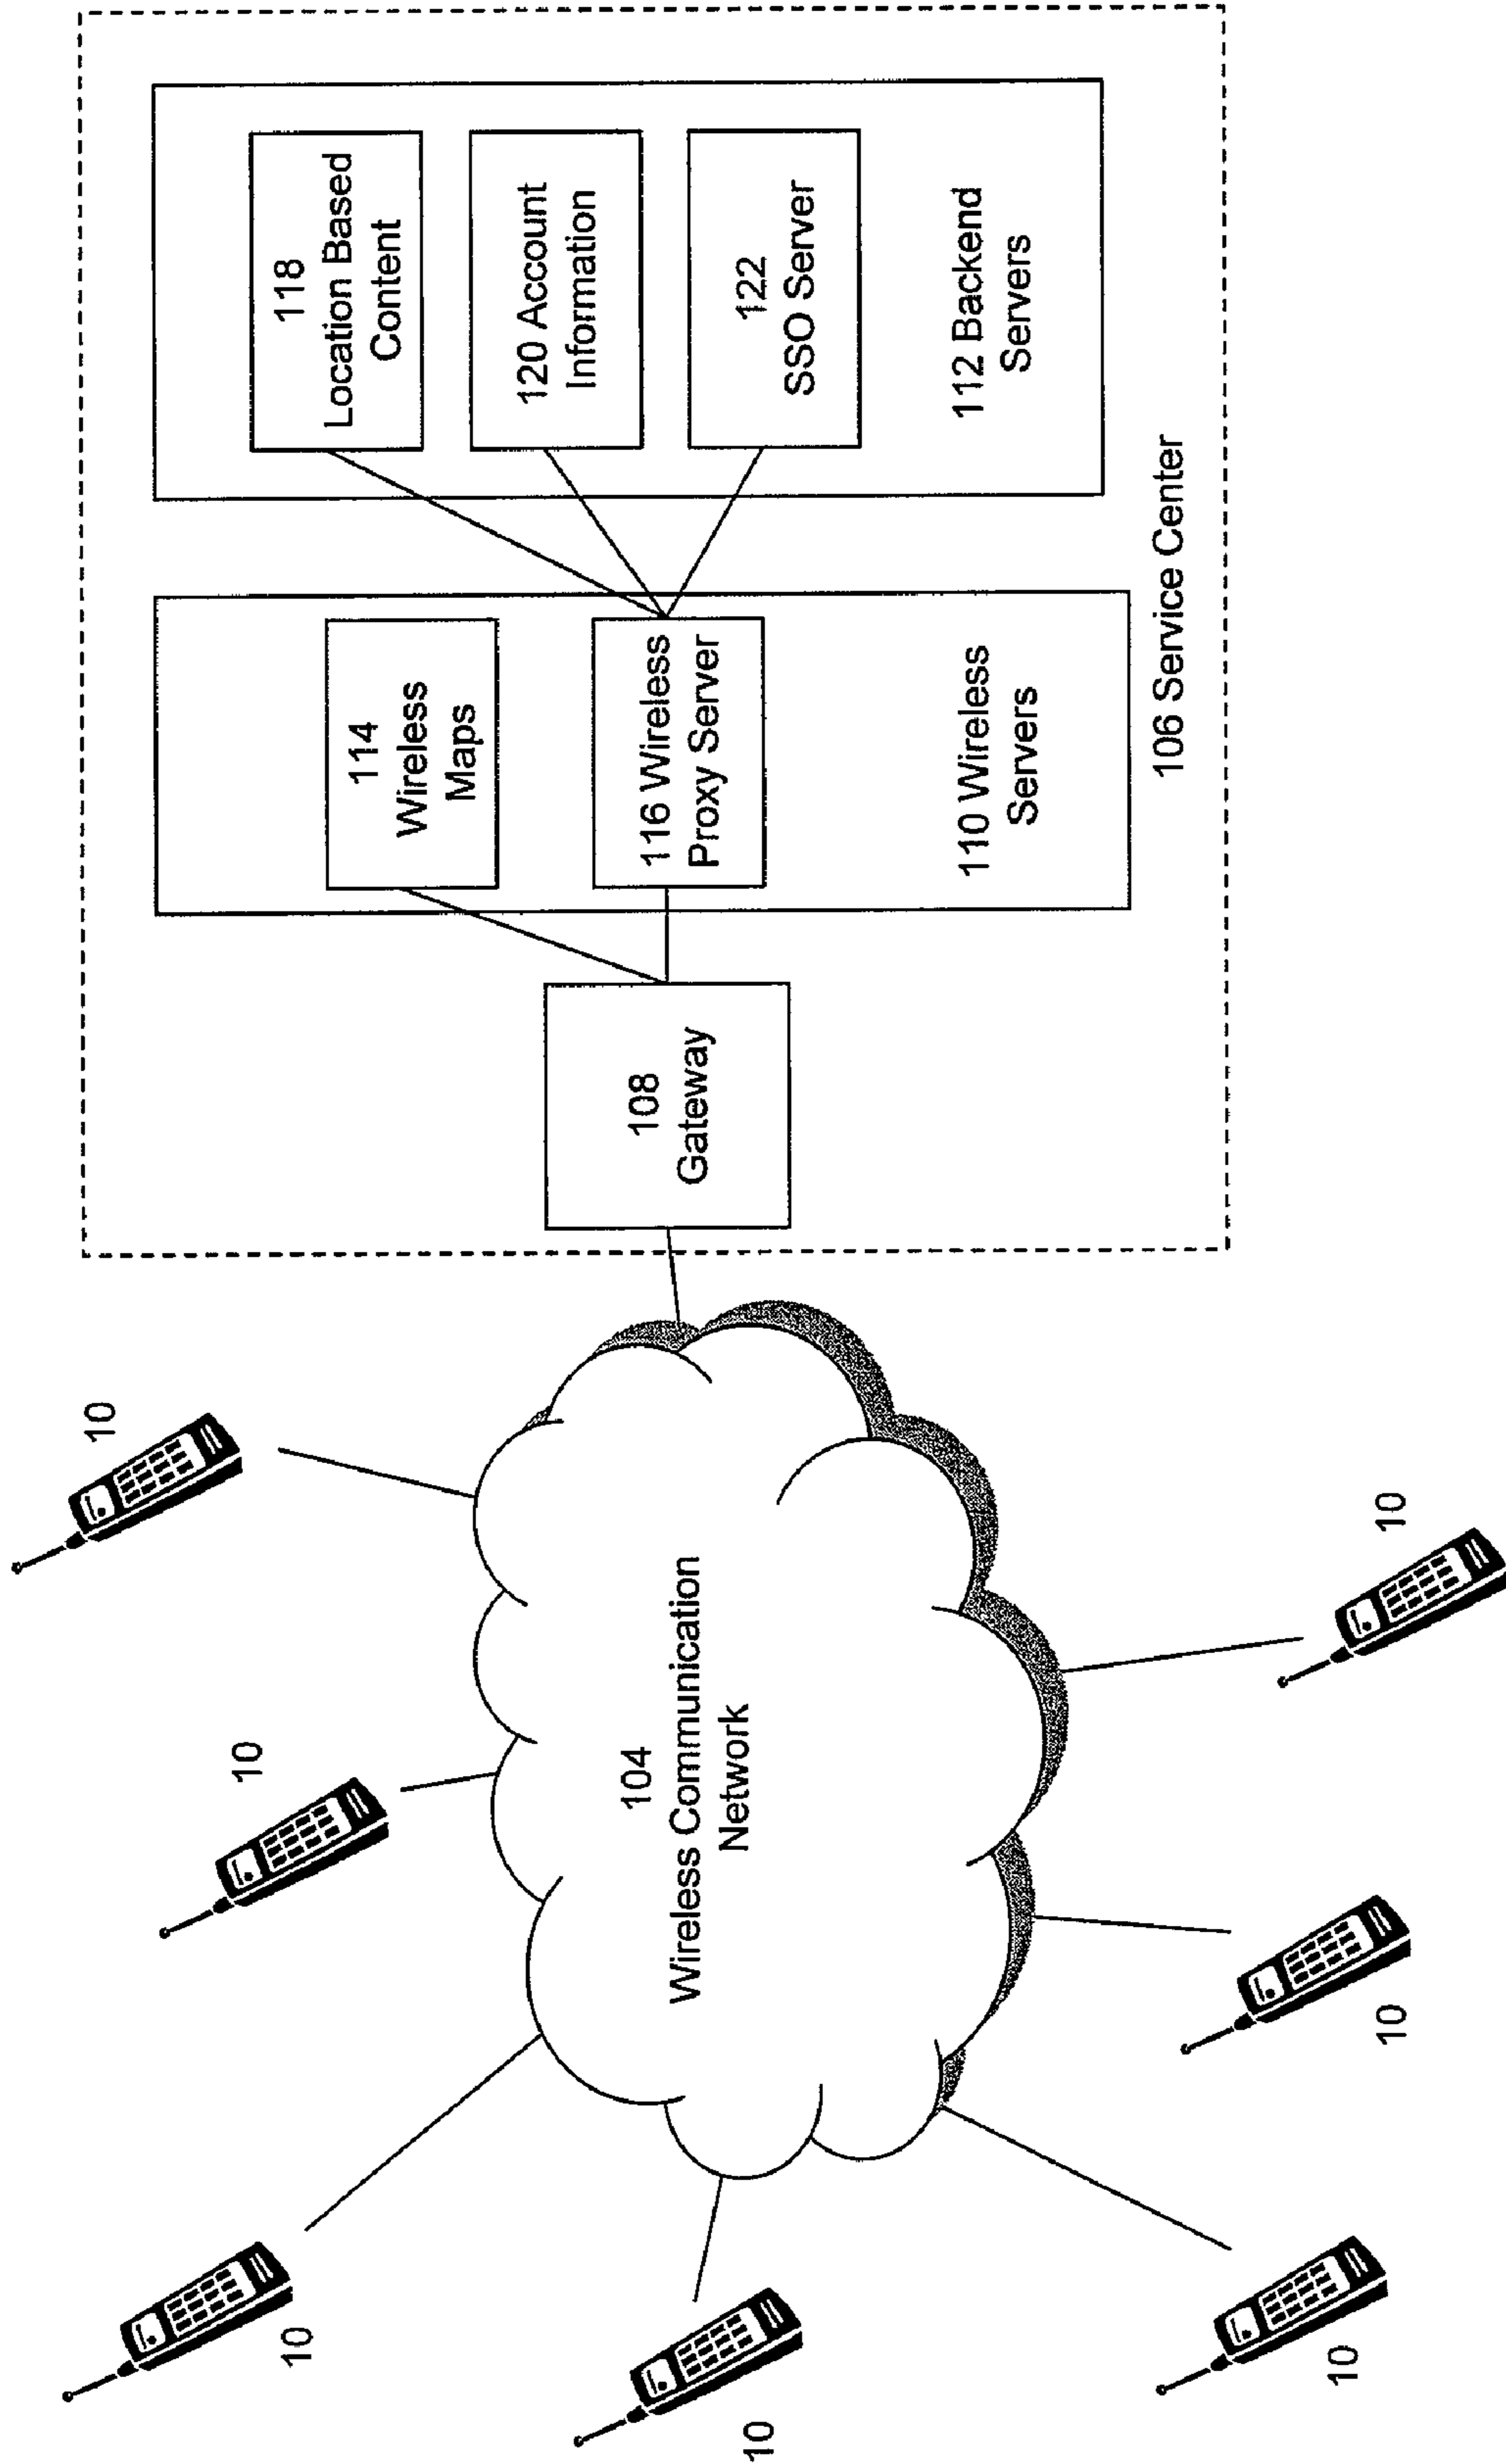 10
10
10
10
10
10
10
104
Wireless Communication
Network
108
Gateway
114
Wireless
Maps
116 Wireless
Proxy Server
110 Wireless
Servers
118
Location Based
Content
120 Account
Information
122
SSO Server
112 Backend
Servers
106 Service Center